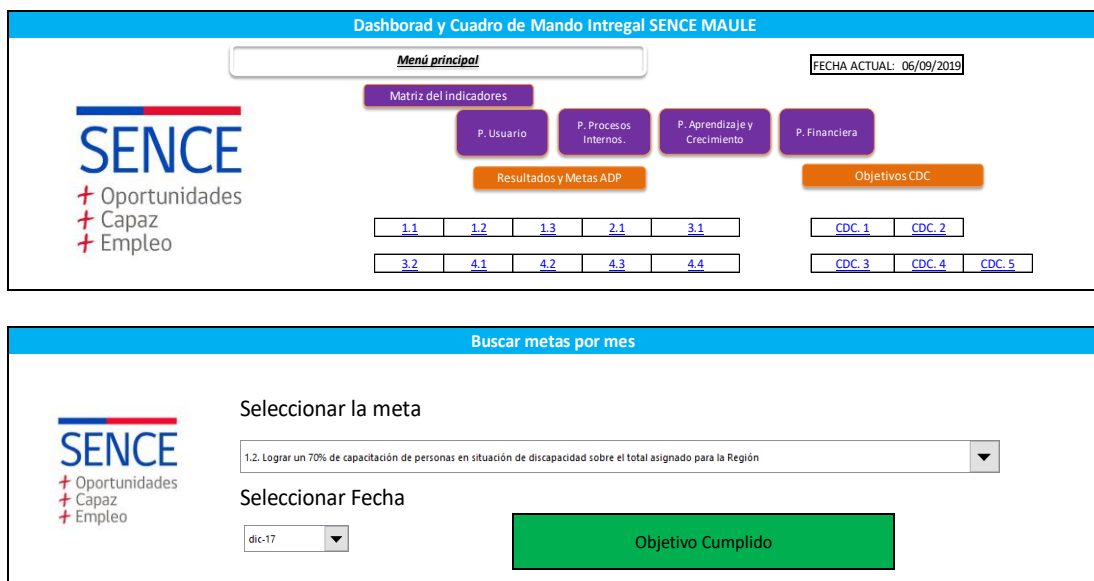 Dashborad y Cuadro de Mando Intregal SENCE MAULE
Menú principal
FECHA ACTUAL: 06/09/2019
Matriz del indicadores
P. Usuario
P. Procesos
Internos.
P. Aprendizaje y
Crecimiento
P. Financiera
SENCE
+ Oportunidades
+ Capaz
+ Empleo
Resultados y Metas ADP
Objetivos CDC
1.1 1.2 1.3 2.1 3.1 CDC. 1 CDC. 2
3.2 4.1 4.2 4.3 4.4 CDC. 3 CDC. 4 CDC. 5
Buscar metas por mes
SENCE
+ Oportunidades
+ Capaz
+ Empleo
Seleccionar la meta
1.2. Lograr un 70% de capacitación de personas en situación de discapacidad sobre el total asignado para la Región
Seleccionar Fecha
dic-17
Objetivo Cumplido